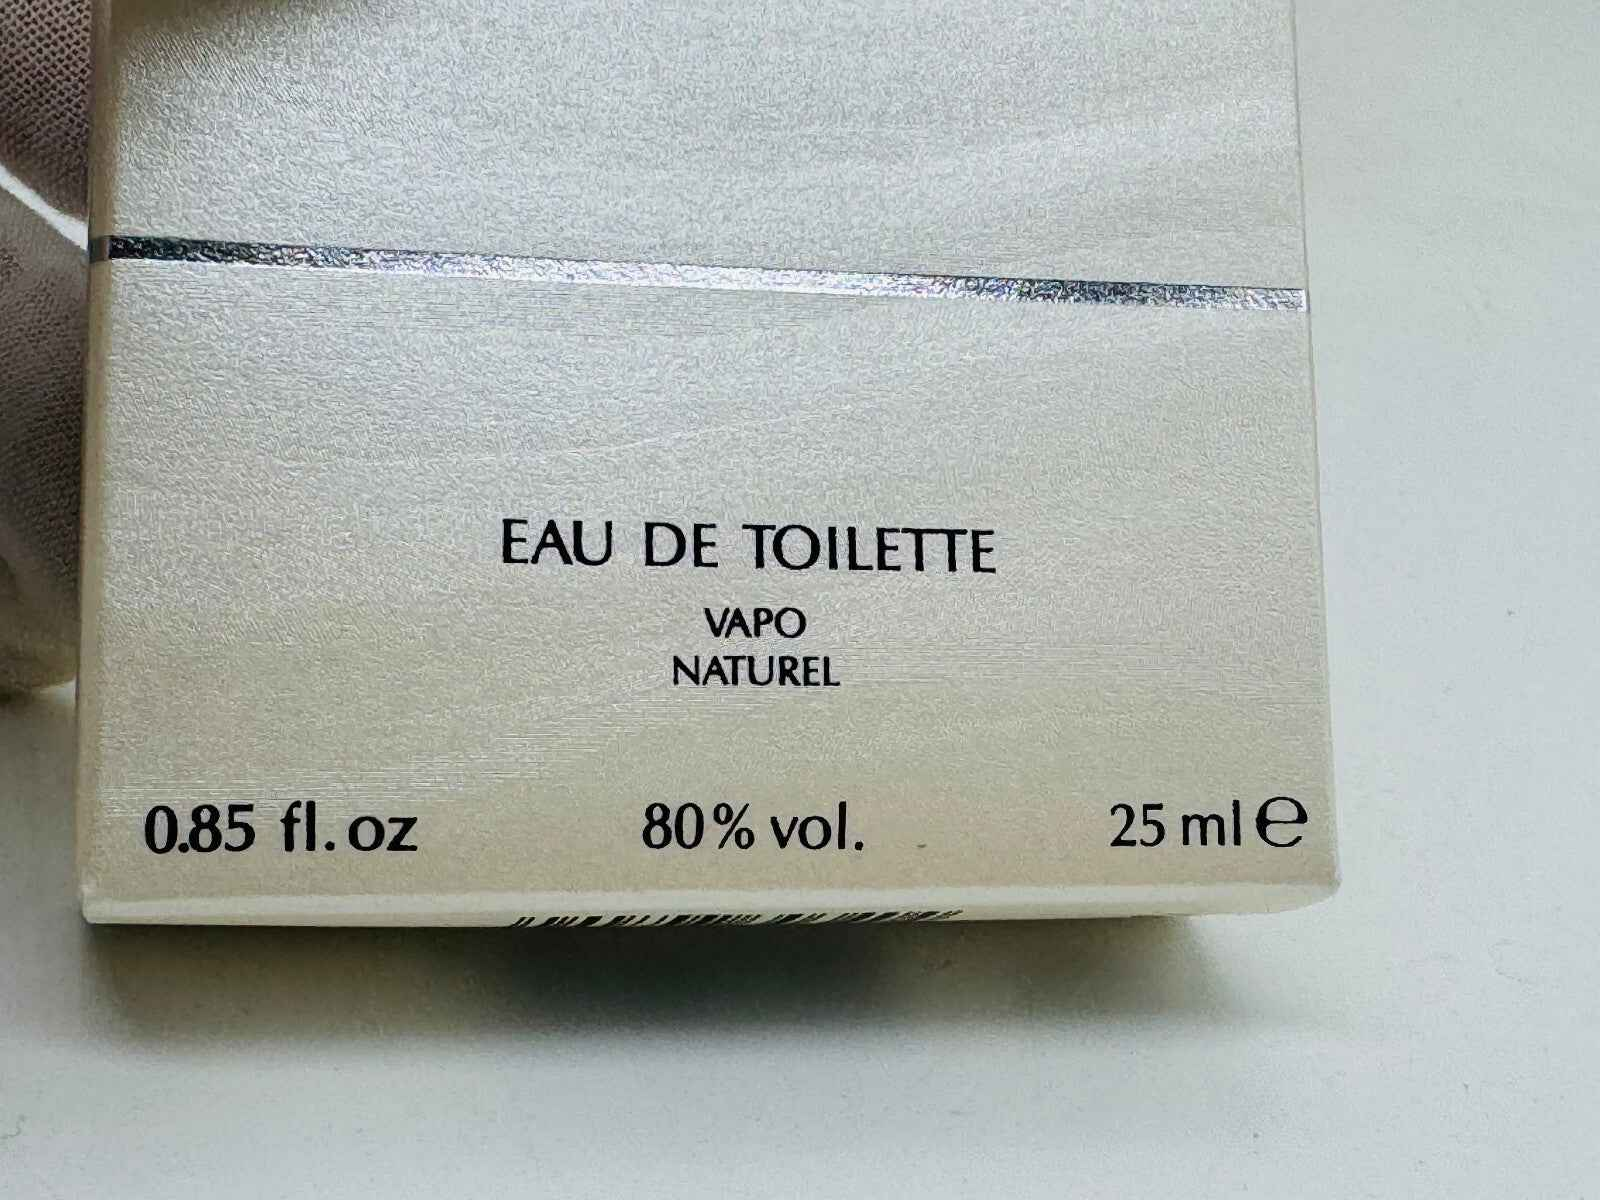 EAU DE TOILETTE
VAPO
NATUREL
0.85 fl. oz 80% vol. 25 ml e